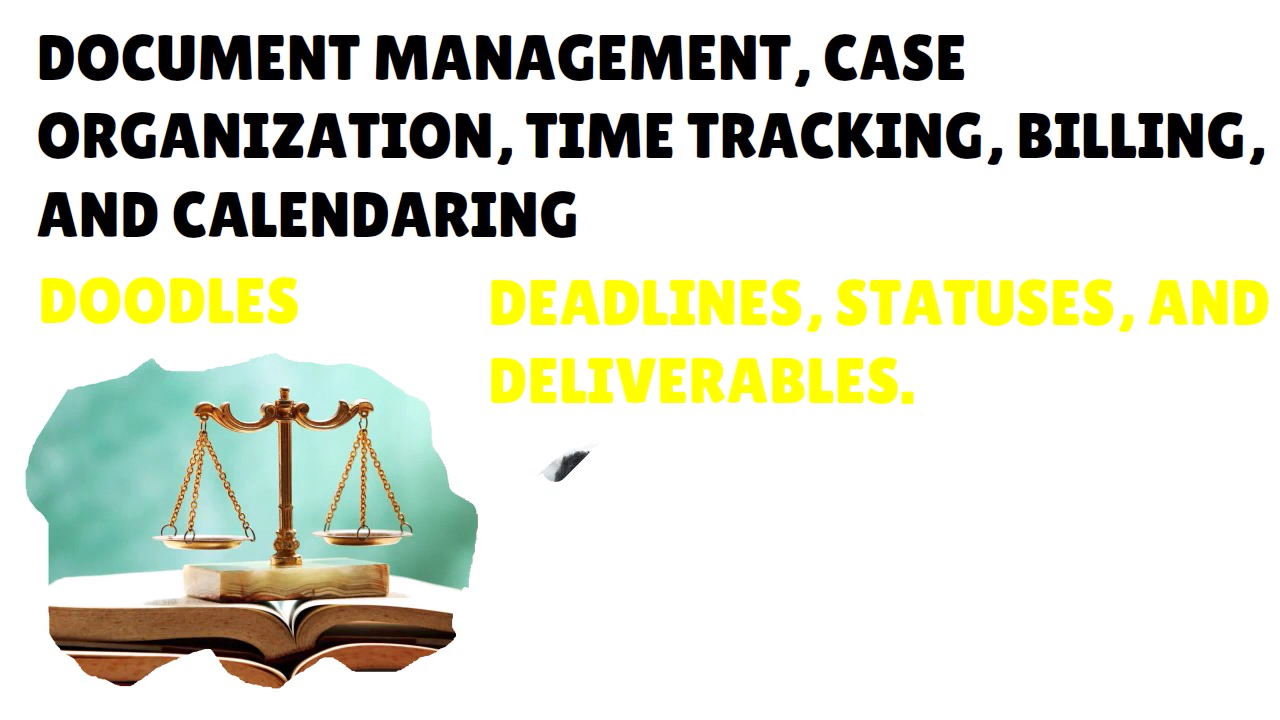 DOCUMENT MANAGEMENT, CASE
ORGANIZATION, TIME TRACKING, BILLING,
AND CALENDARING
DOODLES
DEADLINES, STATUSES, AND
DELIVERABLES.